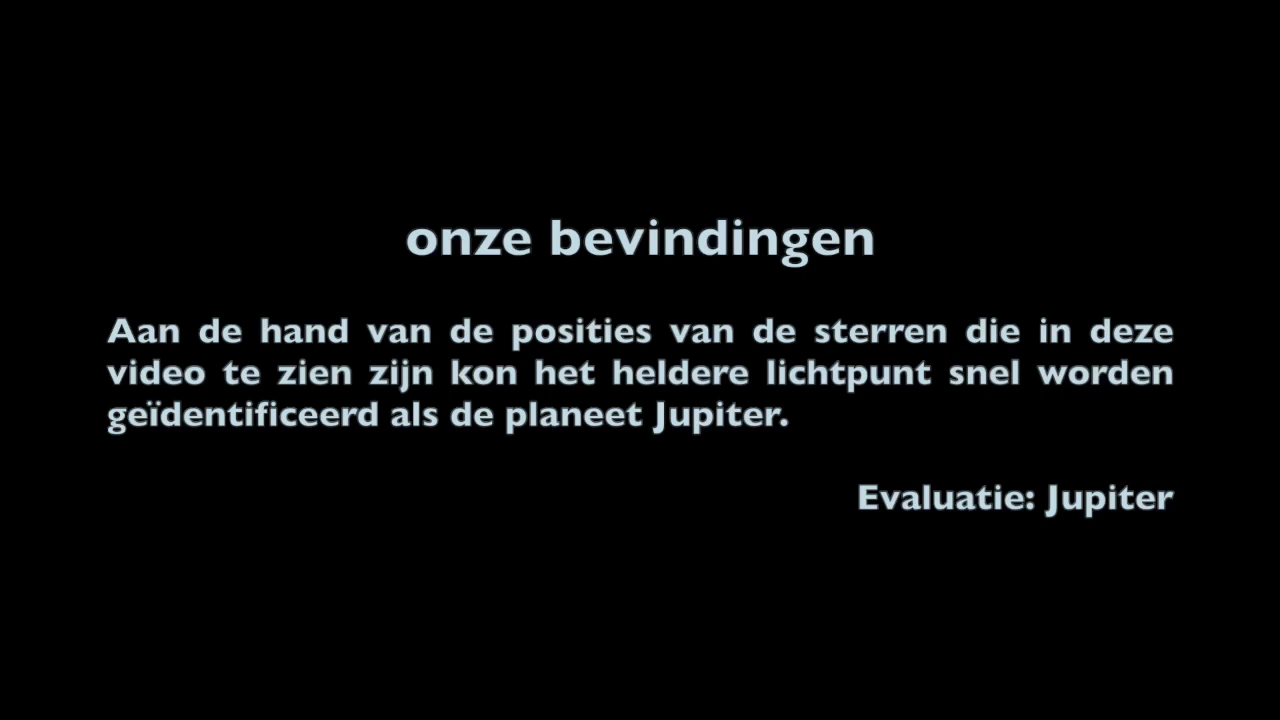 onze bevindingen
Aan de hand van de posities van de sterren die in deze
video te zien zijn kon het heldere lichtpunt snel worden
geïdentificeerd als de planeet Jupiter.
Evaluatie: Jupiter